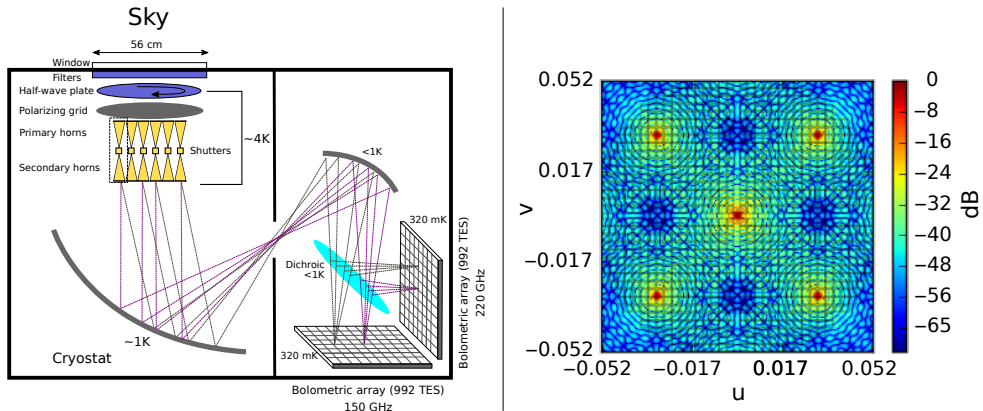 Sky
56 cm
Window
Filters
Half-wave plate
Polarizing grid
Primary horns
Shutters
Secondary horns
~4K
<1K
320 mK
Dichroic
<1K
Bolometric array (992 TES)
220 GHz
~1K
Cryostat
320 mK
Bolometric array (992 TES)
150 GHz
0.052
0.017
−0.017
−0.052
v
−0.052
−0.017
0.017
0.052
u
0
−8
−16
−24
−32
−40
−48
−56
−65
dB